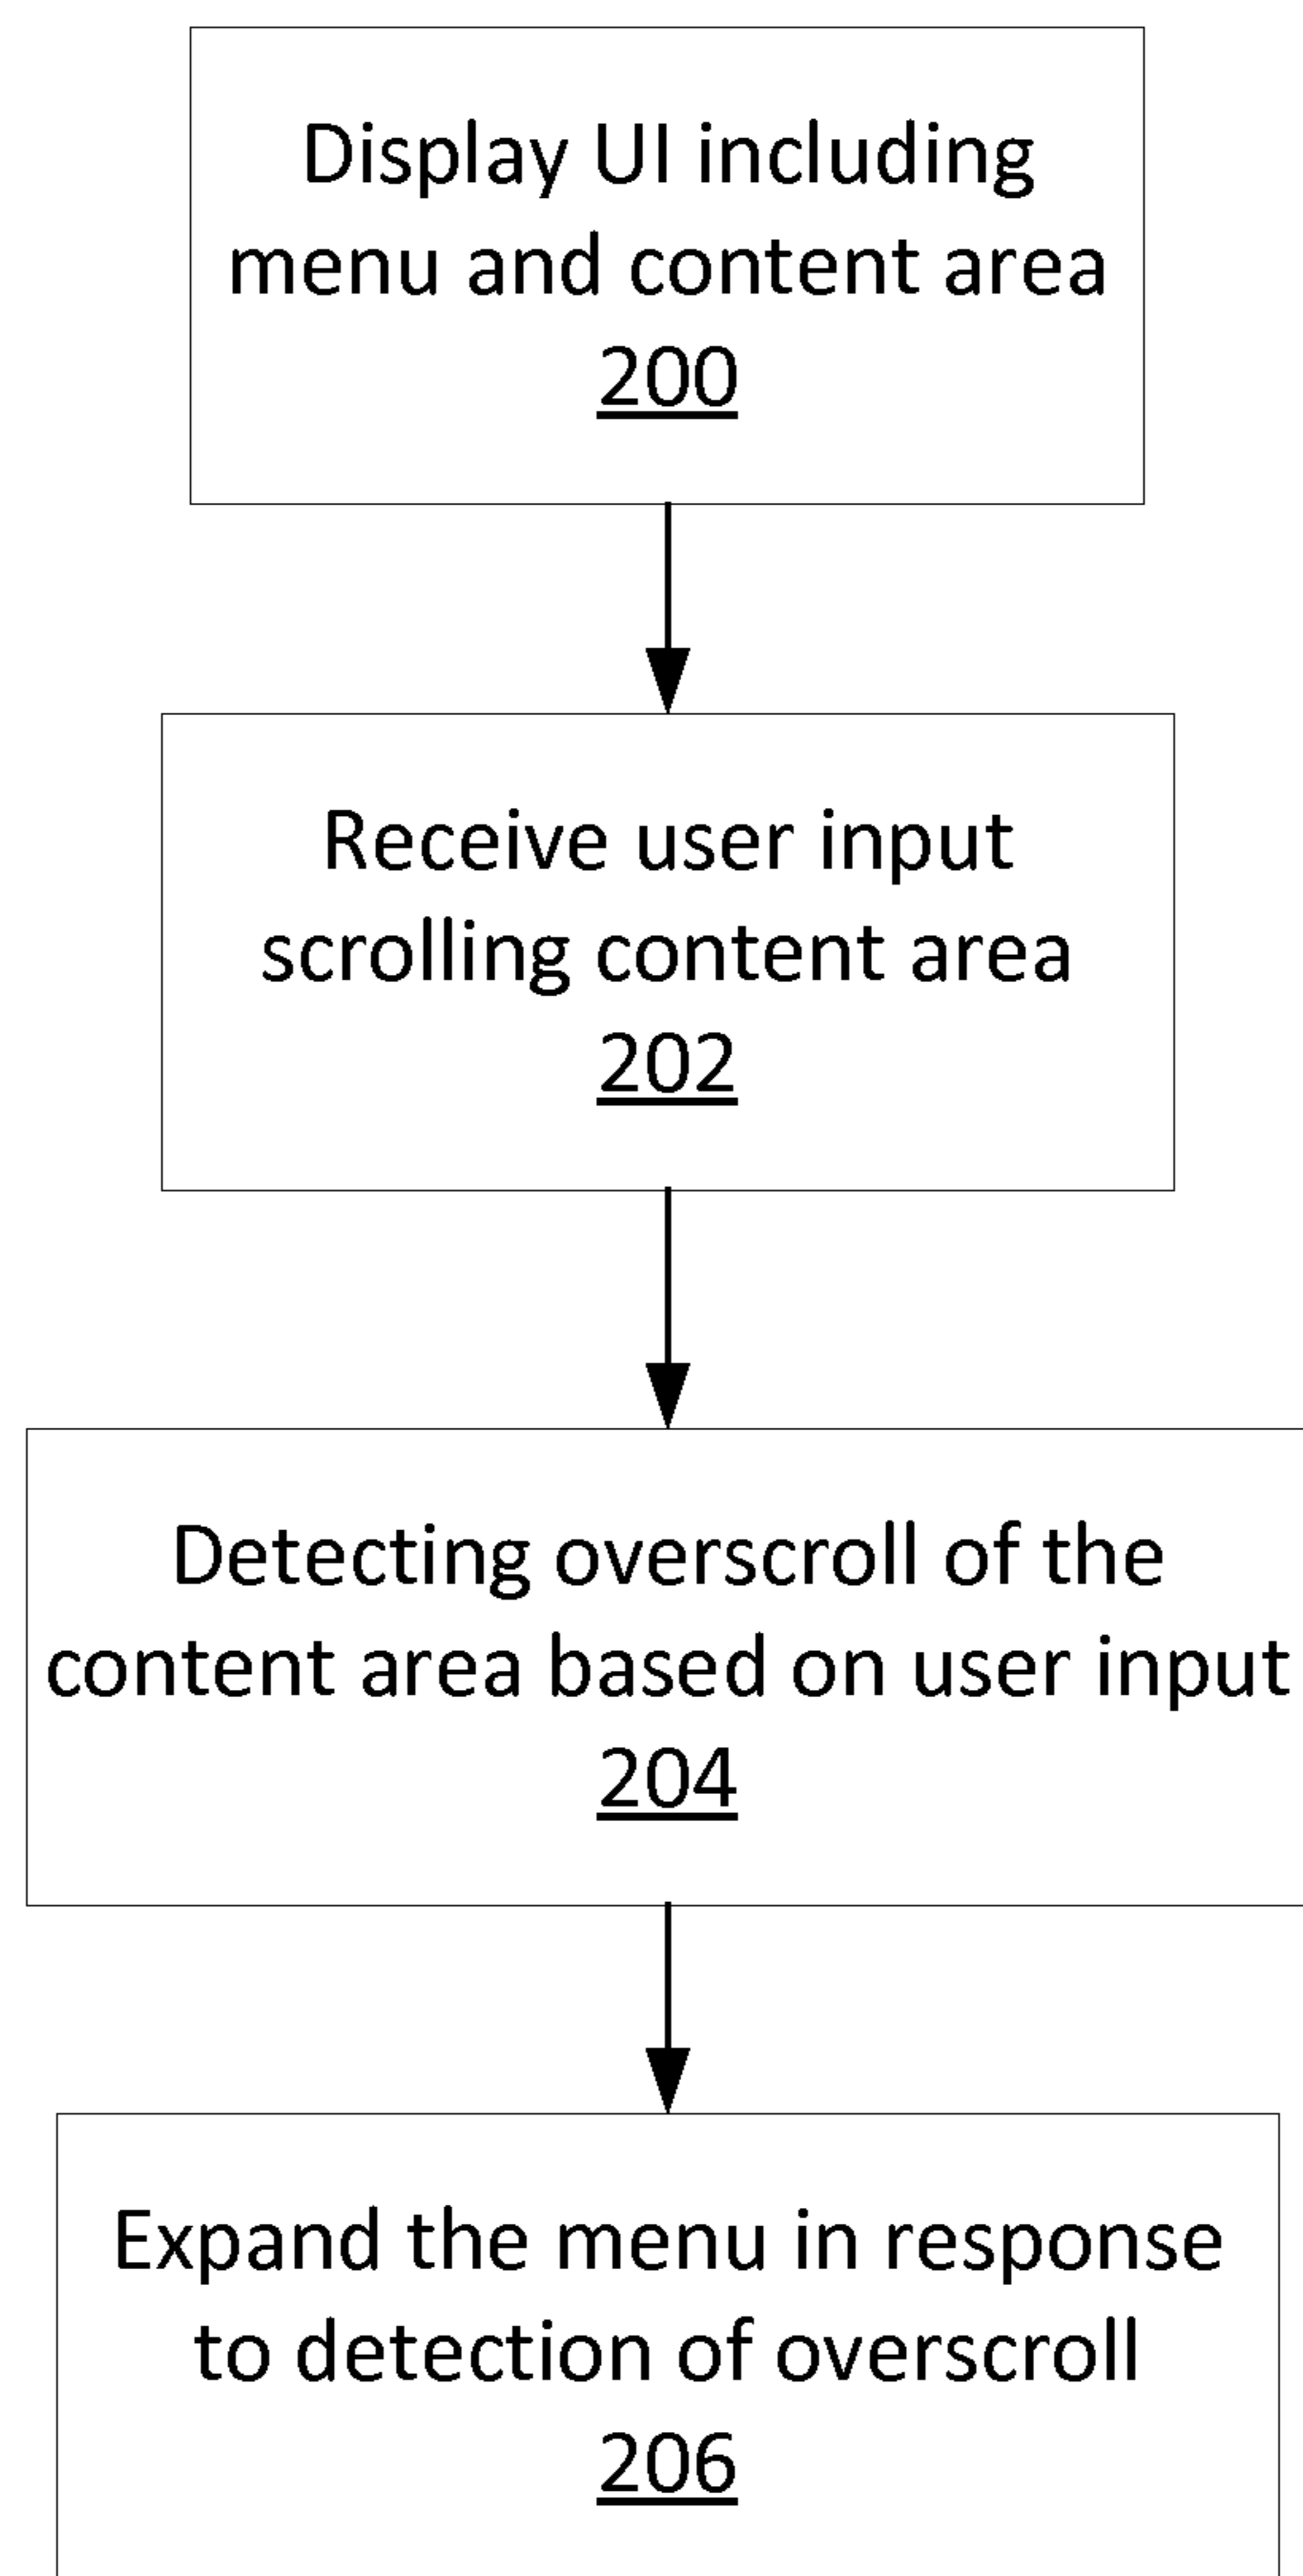 Display UI including
menu and content area
200
Receive user input
scrolling content area
202
Detecting overscroll of the
content area based on user input
204
Expand the menu in response
to detection of overscroll
206